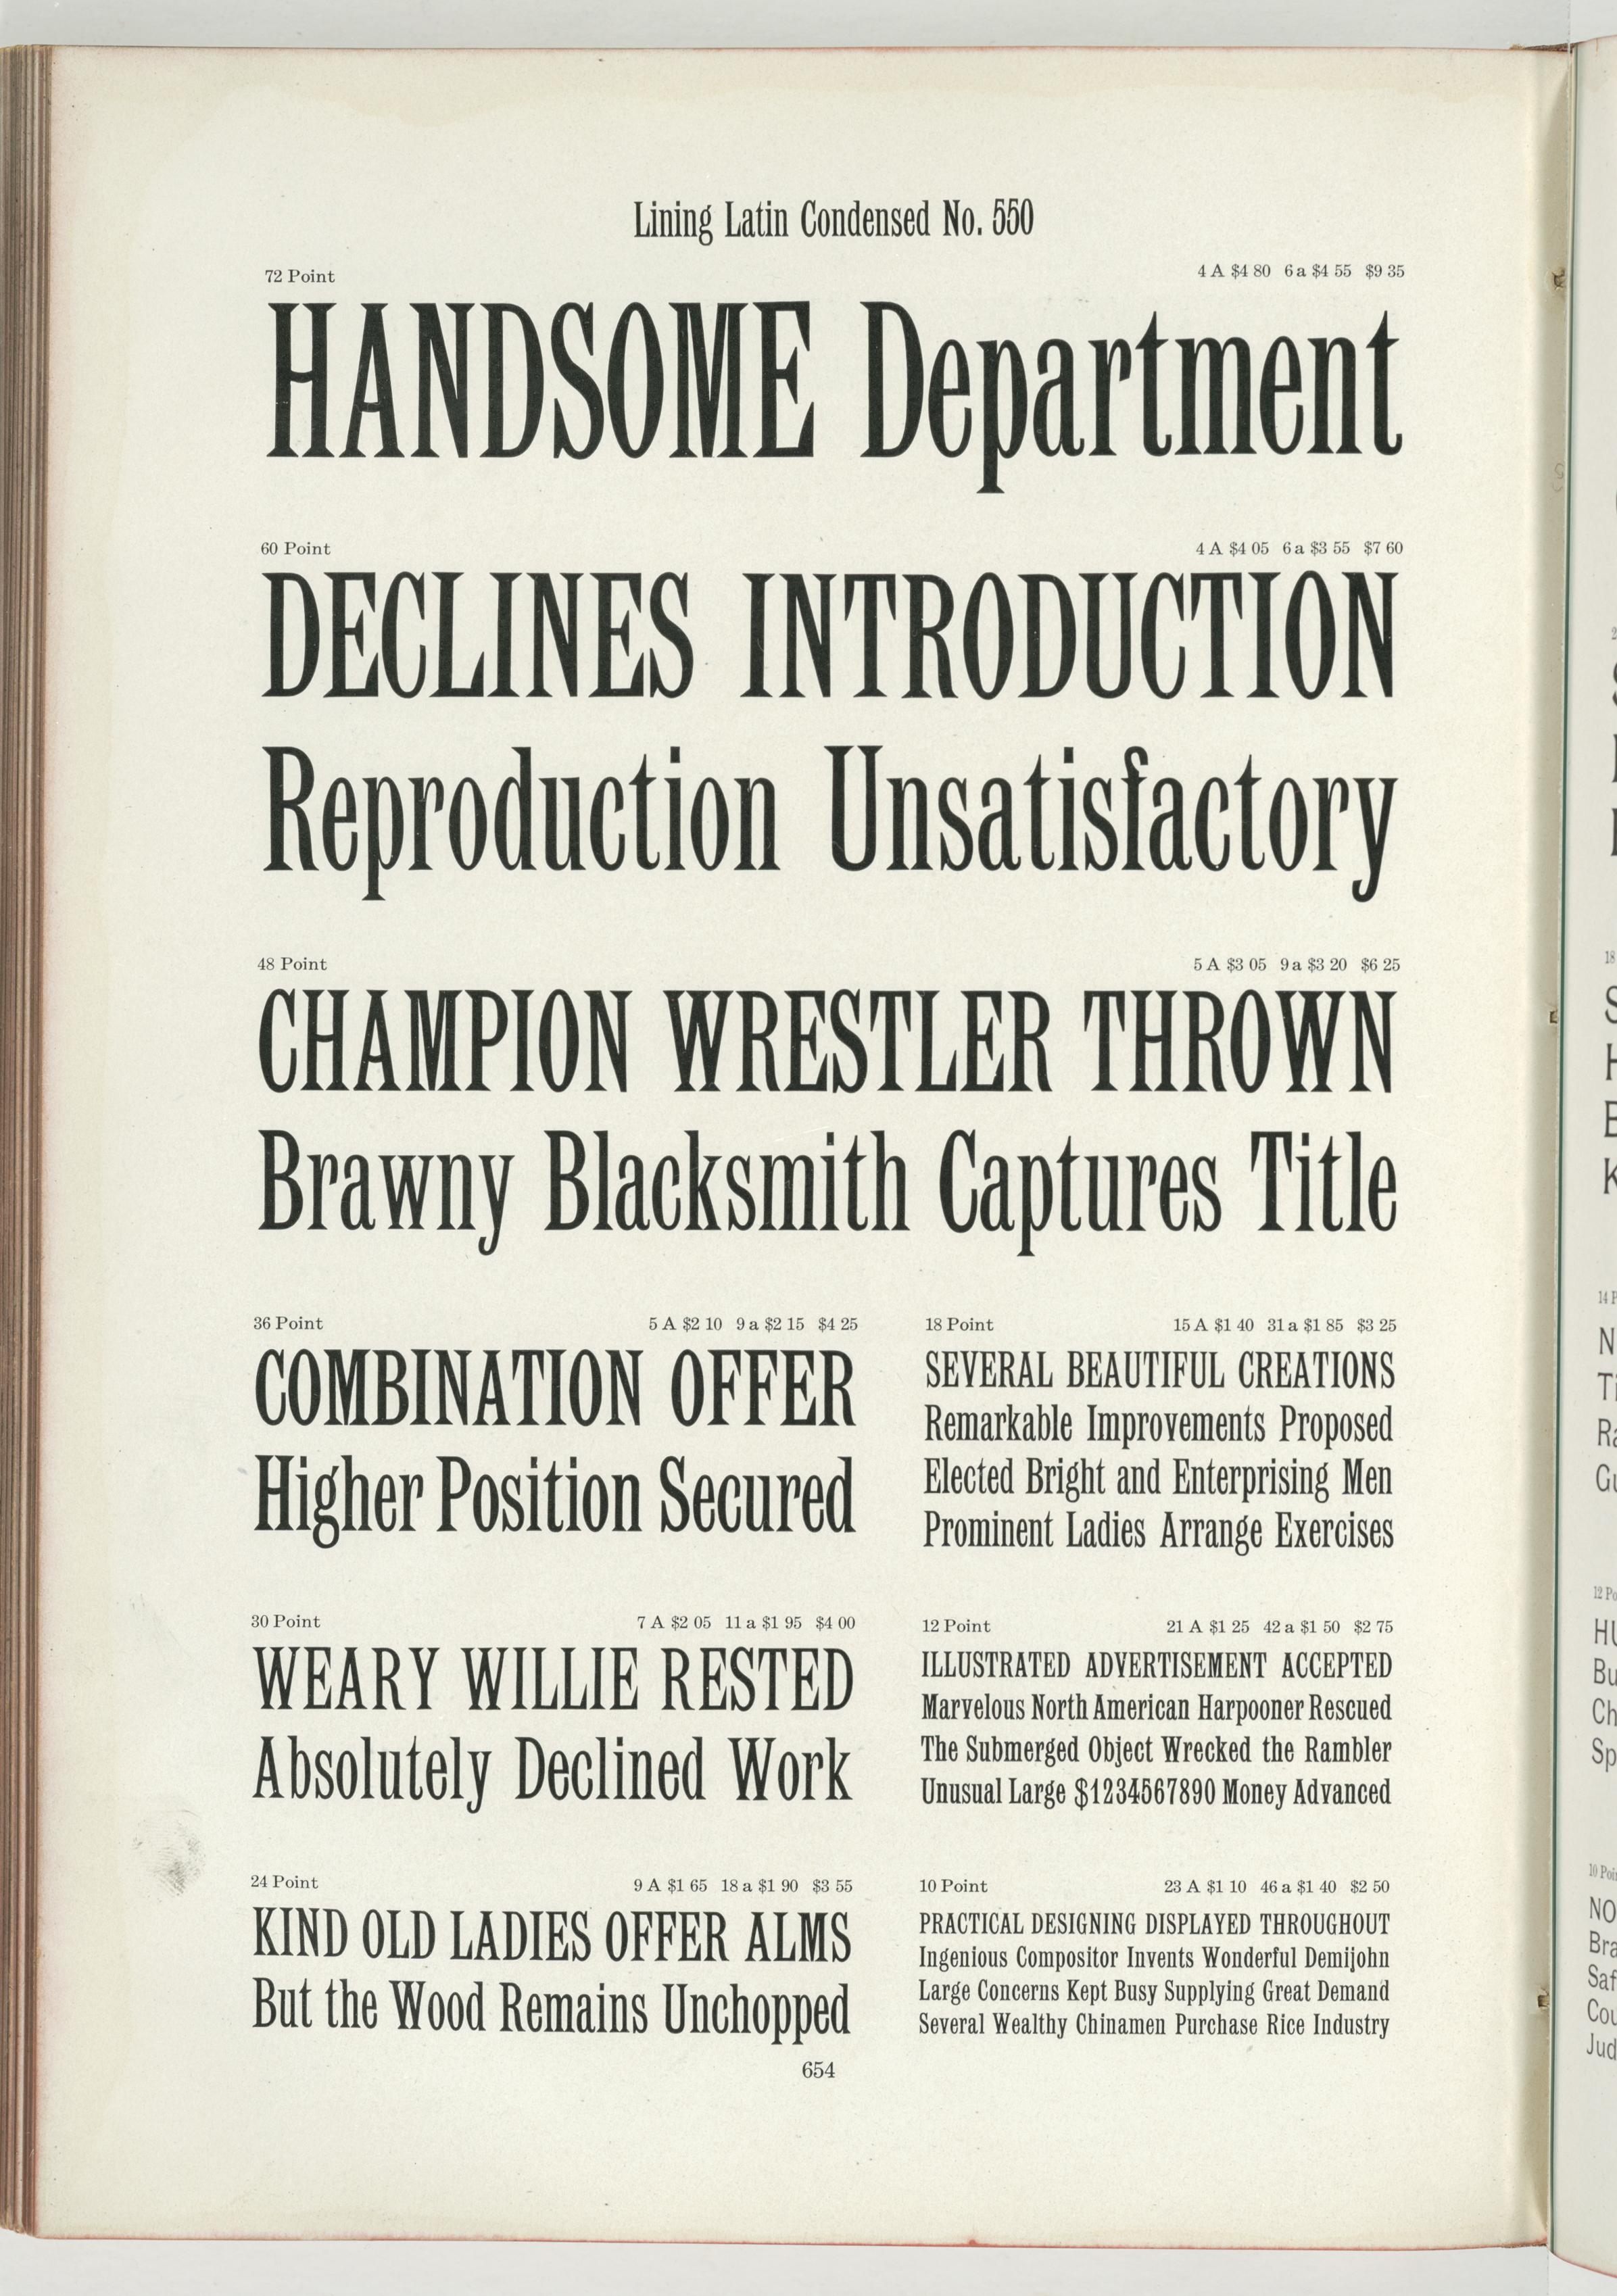 Lining Latin Condensed No. 550
72 Point 4 A $4 80 6 a $4 55 $9 35
HANDSOME Department
60 Point 4 A $4 05 6 a $3 55 $7 60
DECLINES INTRODUCTION
Reproduction Unsatisfactory
48 Point 5 A $3 05 9 a $3 20 $6 25
CHAMPION WRESTLER THROWN
Brawny Blacksmith Captures Title
36 Point 5 A $2 10 9 a $2 15 $4 25
COMBINATION OFFER
Higher Position Secured
30 Point 7 A $2 05 11 a $1 95 $4 00
WEARY WILLIE RESTED
Absolutely Declined Work
24 Point 9 A $1 65 18 a $1 90 $3 55
KIND OLD LADIES OFFER ALMS
But the Wood Remains Unchopped
18 Point 15 A $1 40 31 a $1 85 $3 25
SEVERAL BEAUTIFUL CREATIONS
Remarkable Improvements Proposed
Elected Bright and Enterprising Men
Prominent Ladies Arrange Exercises
12 Point 21 A $1 25 42 a $1 50 $2 75
ILLUSTRATED ADVERTISEMENT ACCEPTED
Marvelous North American Harpooner Rescued
The Submerged Object Wrecked the Rambler
Unusual Large $1234567890 Money Advanced
10 Point 23 A $1 10 46 a $1 40 $2 50
PRACTICAL DESIGNING DISPLAYED THROUGHOUT
Ingenious Compositor Invents Wonderful Demijohn
Large Concerns Kept Busy Supplying Great Demand
Several Wealthy Chinamen Purchase Rice Industry
654